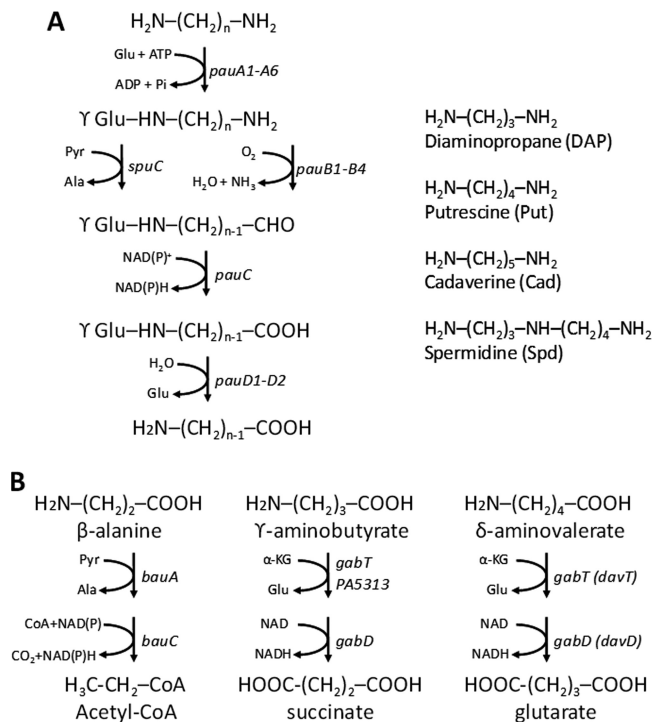 A
H₂N–(CH₂)ₙ–NH₂
Glu + ATP
ADP + Pi
pauA1-A6
ϒ Glu–HN–(CH₂)ₙ–NH₂
Pyr
Ala
spuC
O₂
H₂O + NH₃
pauB1-B4
ϒ Glu–HN–(CH₂)ₙ₋₁–CHO
NAD(P)⁺
NAD(P)H
pauC
ϒ Glu–HN–(CH₂)ₙ₋₁–COOH
H₂O
Glu
pauD1-D2
H2N–(CH₂)ₙ₋₁–COOH
H₂N–(CH₂)₃–NH₂
Diaminopropane (DAP)
H₂N–(CH₂)₄–NH₂
Putrescine (Put)
H₂N–(CH₂)₅–NH₂
Cadaverine (Cad)
H₂N–(CH₂)₃–NH–(CH₂)₄–NH₂
Spermidine (Spd)
B
H2N–(CH₂)₂–COOH
β-alanine
Pyr
Ala
bauA
CoA+NAD(P)
CO₂+NAD(P)H
bauC
H₃C-CH₂–CoA
Acetyl-CoA
H₂N–(CH₂)₃–COOH
ϒ-aminobutyrate
α-KG
Glu
gabT
PA5313
NAD
NADH
gabD
HOOC-(CH₂)₂–COOH
succinate
H₂N–(CH₂)₄–COOH
δ-aminovalerate
α-KG
Glu
gabT (davT)
NAD
NADH
gabD (davD)
HOOC-(CH₂)₃–COOH
glutarate